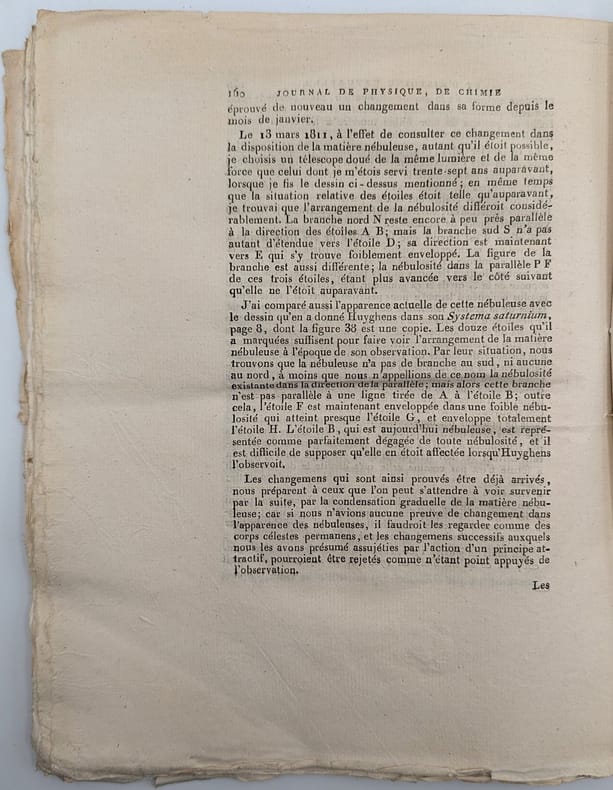 160 JOURNAL DE PHYSIQUE, DE CHIMIE
éprouvé de nouveau un changement dans sa forme depuis le
mois de janvier.
Le 13 mars 1811, à l'effet de consulter ce changement dans
la disposition de la matière nébuleuse, autant qu'il étoit possible,
je choisis un télescope doué de la même lumière et de la même
force que celui dont je m'étois servi trente-sept ans auparavant,
lorsque je fis le dessin ci-dessus mentionné; en même temps
que la situation relative des étoiles étoit telle qu'auparavant,
je trouvai que l'arrangement de la nébulosité différoit considé-
rablement. La branche nord N reste encore à peu près parallèle
à la direction des étoiles A B; mais la branche sud S n'a pas
autant d'étendue vers l'étoile D; sa direction est maintenant
vers E qui s'y trouve foiblement enveloppé. La figure de la
branche est aussi différente; la nébulosité dans la parallèle P F
de ces trois étoiles, étant plus avancée vers le côté suivant
qu'elle ne l'étoit auparavant.
J'ai comparé aussi l'apparence actuelle de cette nébuleuse avec
le dessin qu'en a donné Huyghens dans son Systema saturnium,
page 8, dont la figure 38 est une copie. Les douze étoiles qu'il
a marquées suffisent pour faire voir l'arrangement de la matière
nébuleuse à l'époque de son observation. Par leur situation, nous
trouvons que la nébuleuse n'a pas de branche au sud, ni aucune
au nord, à moins que nous n'appellions de ce nom la nébulosité
existante dans la direction de la parallèle; mais alors cette branche
n'est pas parallèle à une ligne tirée de A à l'étoile B; outre
cela, l'étoile F est maintenant enveloppée dans une foible nébu-
losité qui atteint presque l'étoile G, et enveloppe totalement
l'étoile H. L'étoile B, qui est aujourd'hui nébuleuse, est repré-
sentée comme parfaitement dégagée de toute nébulosité, et il
est difficile de supposer qu'elle en étoit affectée lorsqu'Huyghens
l'observoit.
Les changemens qui sont ainsi prouvés être déjà arrivés,
nous préparent à ceux que l'on peut s'attendre à voir survenir
par la suite, par la condensation graduelle de la matière nébu-
leuse; car si nous n'avions aucune preuve de changement dans
l'apparence des nébuleuses, il faudroit les regarder comme des
corps célestes permanens, et les changemens successifs auxquels
nous les avons présumé assujéties par l'action d'un principe at-
tractif, pourroient être rejetés comme n'étant point appuyés de
l'observation.
Les